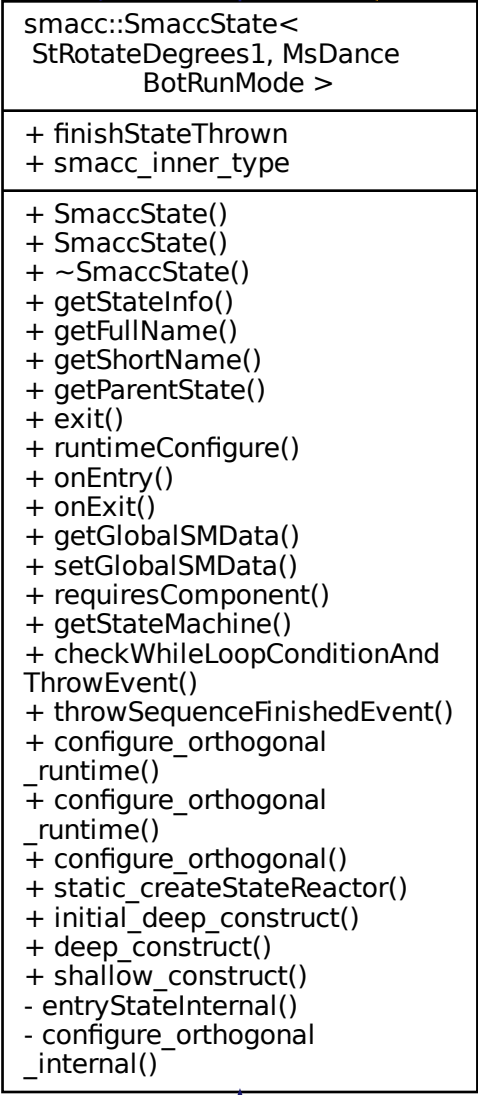 smacc::SmaccState<
StRotateDegrees1, MsDance
BotRunMode >
+ finishStateThrown
+ smacc_inner_type
+ SmaccState()
+ SmaccState()
+ ~SmaccState()
+ getStateInfo()
+ getFullName()
+ getShortName()
+ getParentState()
+ exit()
+ runtimeConfigure()
+ onEntry()
+ onExit()
+ getGlobalSMData()
+ setGlobalSMData()
+ requiresComponent()
+ getStateMachine()
+ checkWhileLoopConditionAnd
ThrowEvent()
+ throwSequenceFinishedEvent()
+ configure_orthogonal
_runtime()
+ configure_orthogonal
_runtime()
+ configure_orthogonal()
+ static_createStateReactor()
+ initial_deep_construct()
+ deep_construct()
+ shallow_construct()
- entryStateInternal()
- configure_orthogonal
_internal()